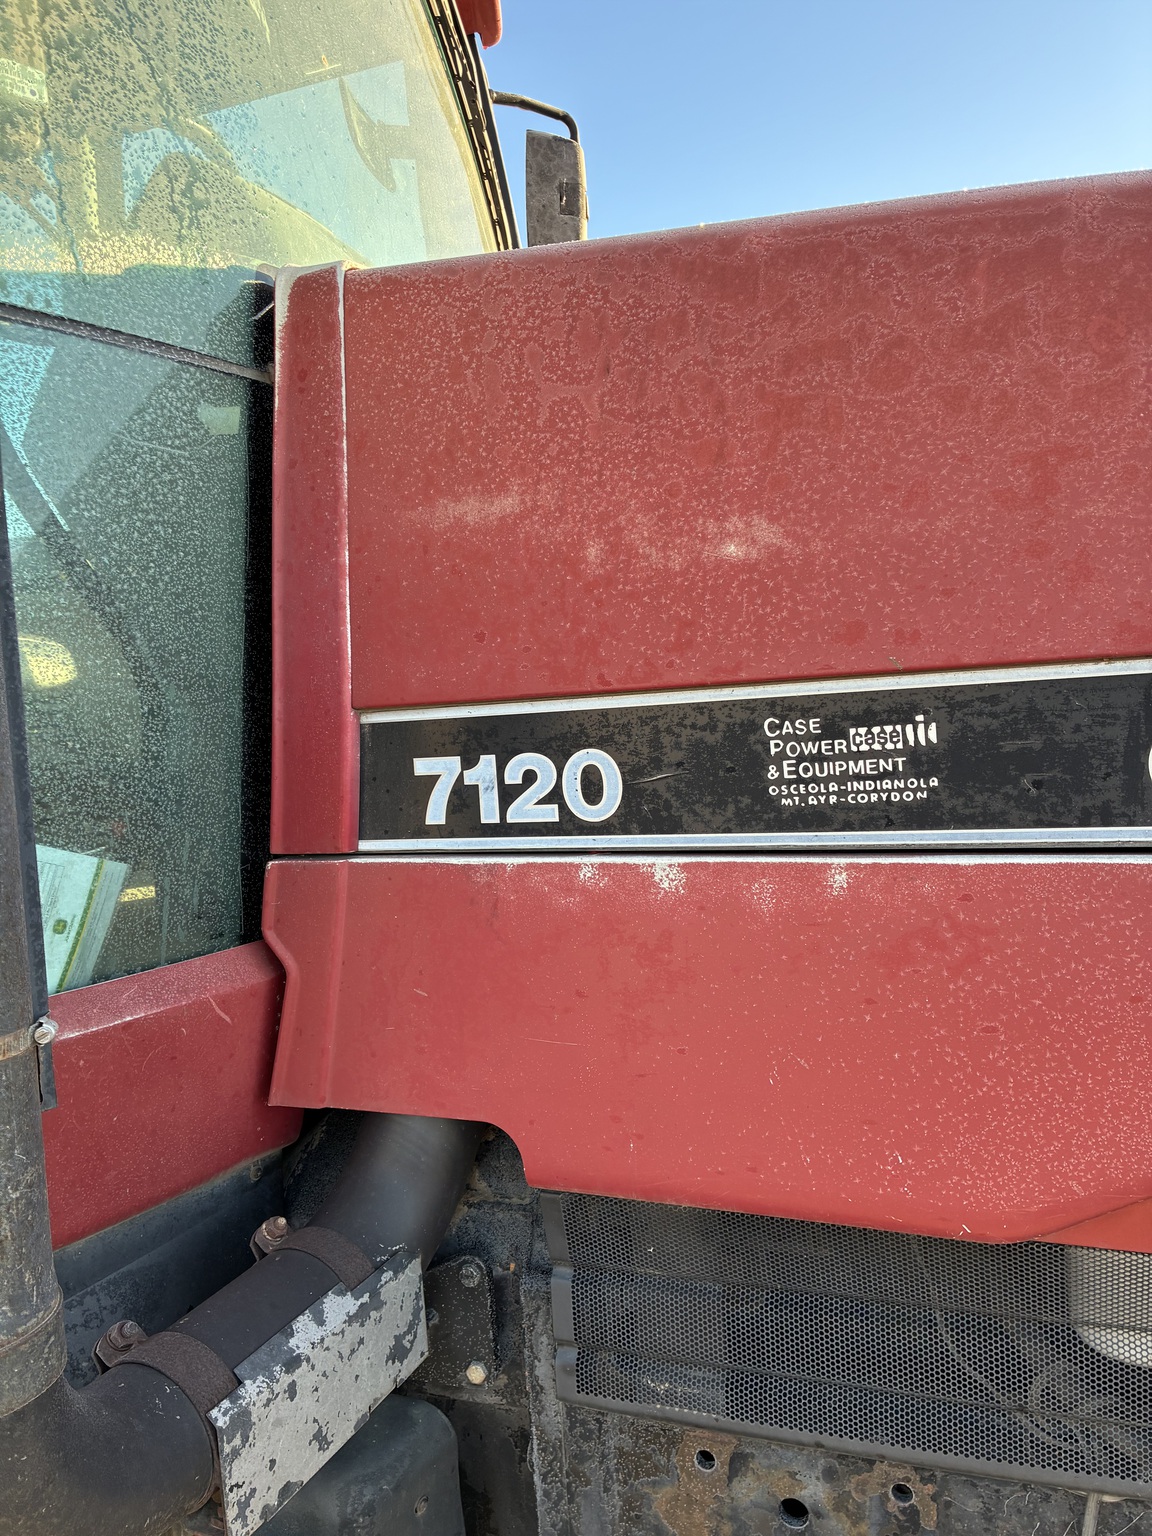 7120
CASE
POWER case IH
& EQUIPMENT
OSCEOLA-INDIANOLA
MT. AYR-CORYDON